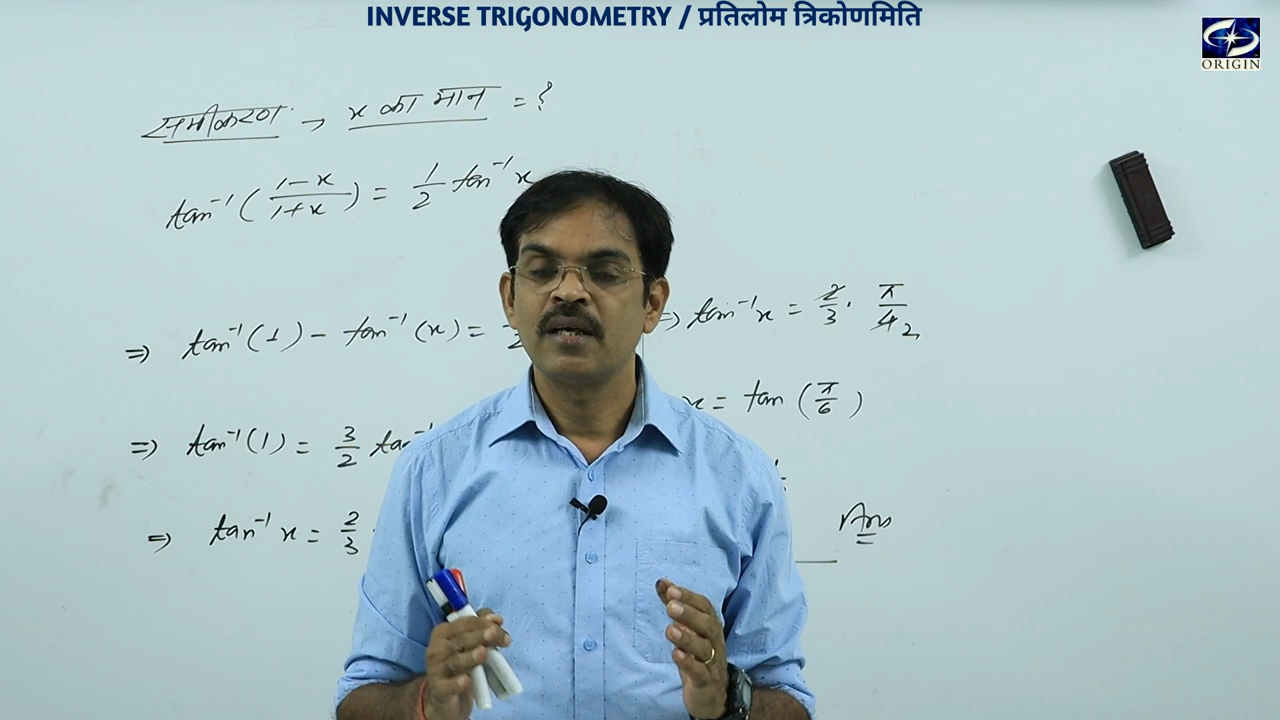 INVERSE TRIGONOMETRY / प्रतिलोम त्रिकोणमिति
ORIGIN
समीकरण → x का मान = ?
tan⁻¹ (1-x/1+x) = 1/2 tan⁻¹ x
⇒ tan⁻¹(1) - tan⁻¹(x) =
⇒ tan⁻¹(1) = 3/2
⇒ tan⁻¹ x = 2/3
⇒ tan⁻¹ x = 2/3 · π/4 2
x = tan (π/6)
Ans